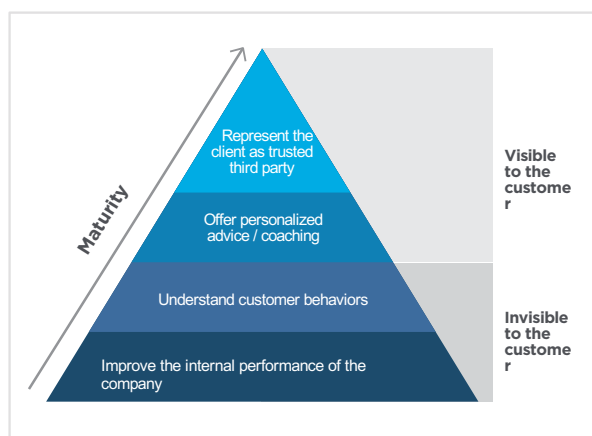 Represent the
client as trusted
third party
Visible
to the
custome
r
Maturity
Offer personalized
advice / coaching
Understand customer behaviors
Invisible
to the
custome
r
Improve the internal performance of the
company